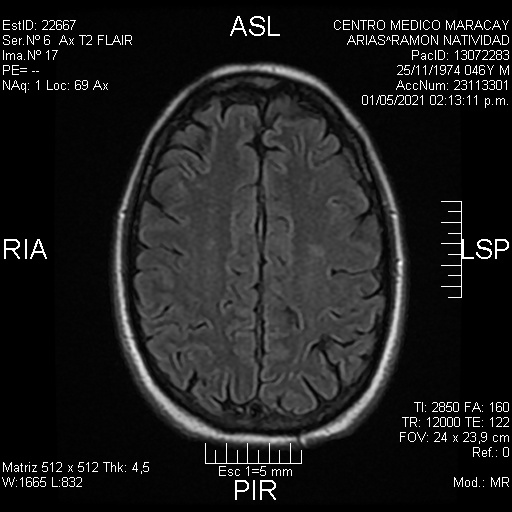 EstID: 22667
Ser.Nº 6 Ax T2 FLAIR
Ima.Nº 17
PE= --
NAq: 1 Loc: 69 Ax
ASL
CENTRO MEDICO MARACAY
ARIAS^RAMON NATIVIDAD
PacID: 13072283
25/11/1974 046Y M
AccNum: 23113301
01/05/2021 02:13:11 p.m.
RIA
LSP
TI: 2850 FA: 160
TR: 12000 TE: 122
FOV: 24 x 23,9 cm
Ref.: 0
Matriz 512 x 512 Thk: 4,5
W:1665 L:832
Esc 1=5 mm
PIR
Mod.: MR